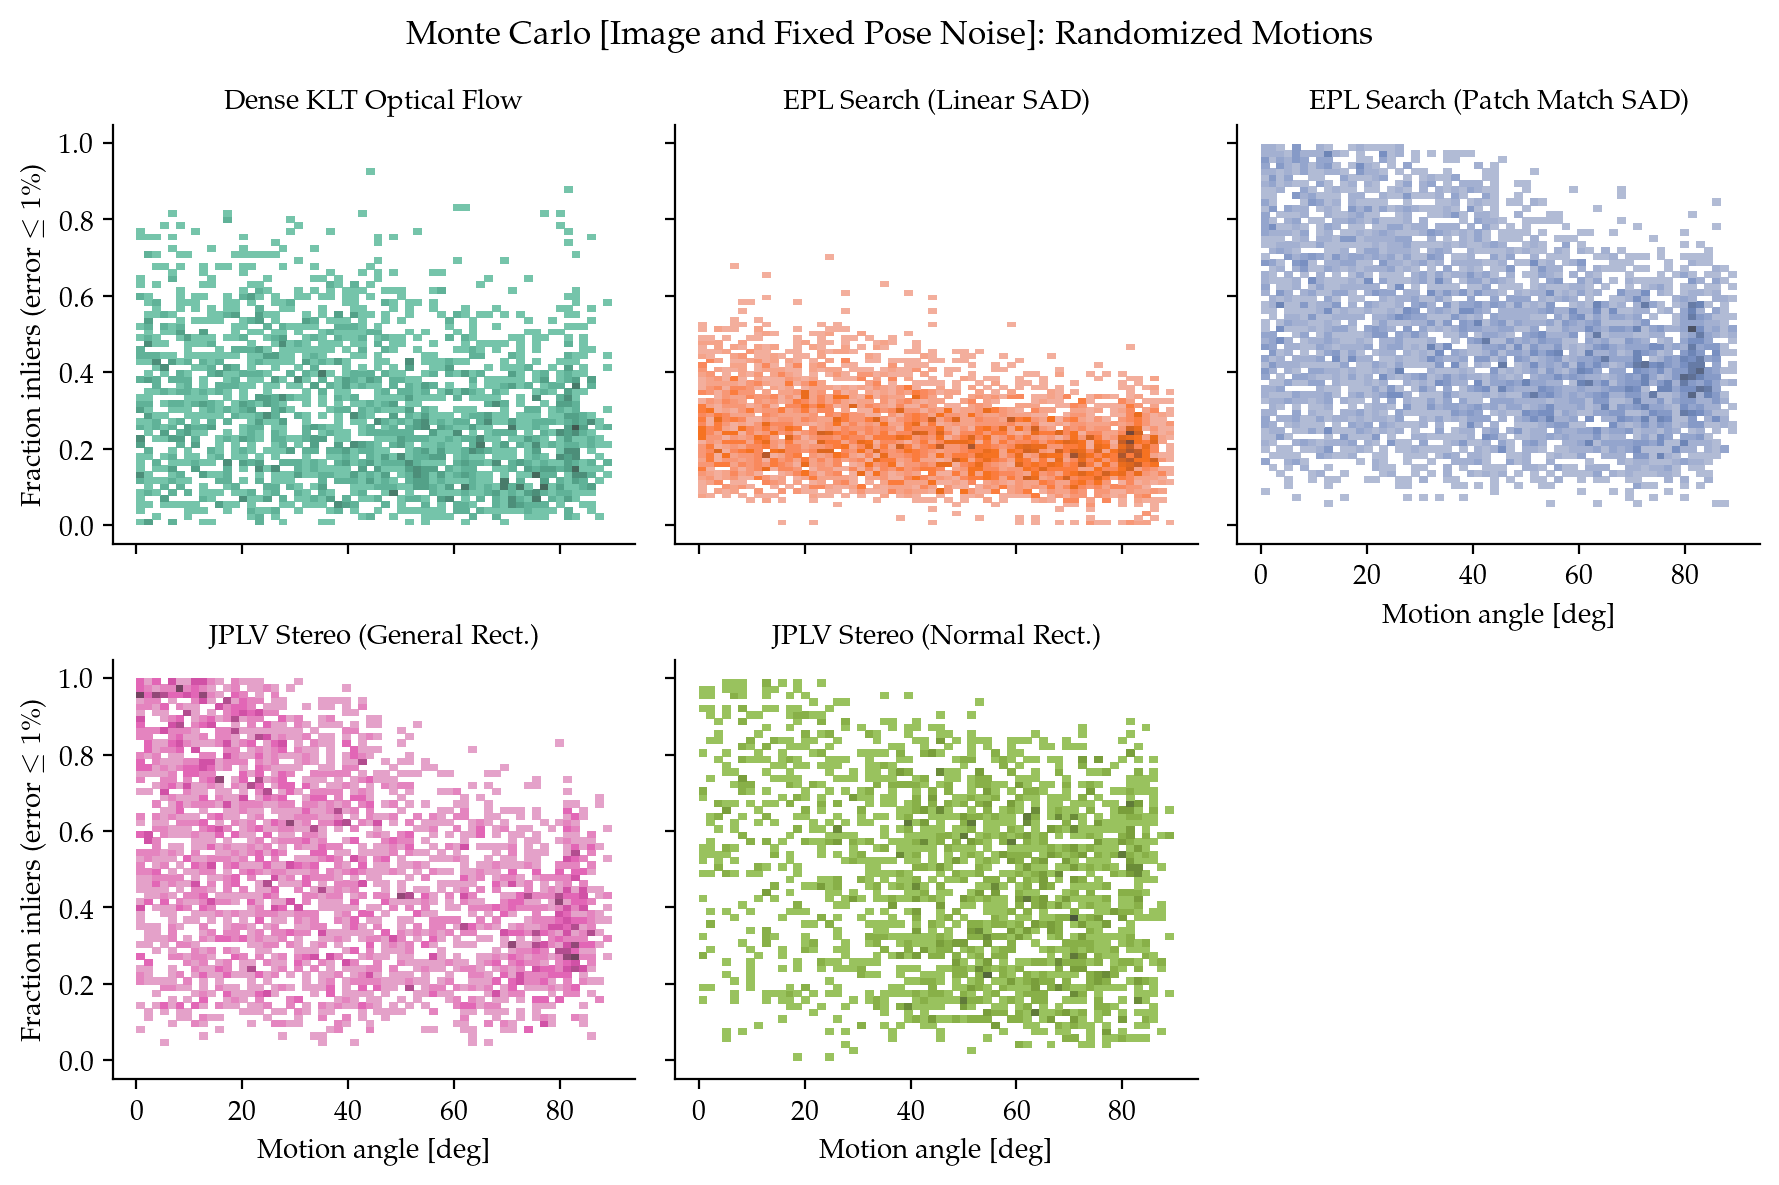 Monte Carlo [Image and Fixed Pose Noise]: Randomized Motions
Dense KLT Optical Flow
EPL Search (Linear SAD)
EPL Search (Patch Match SAD)
Fraction inliers (error ≤ 1%)
1.0
0.8
0.6
0.4
0.2
0.0
0 20 40 60 80
Motion angle [deg]
JPLV Stereo (General Rect.)
JPLV Stereo (Normal Rect.)
Fraction inliers (error ≤ 1%)
1.0
0.8
0.6
0.4
0.2
0.0
0 20 40 60 80
0 20 40 60 80
Motion angle [deg]
Motion angle [deg]